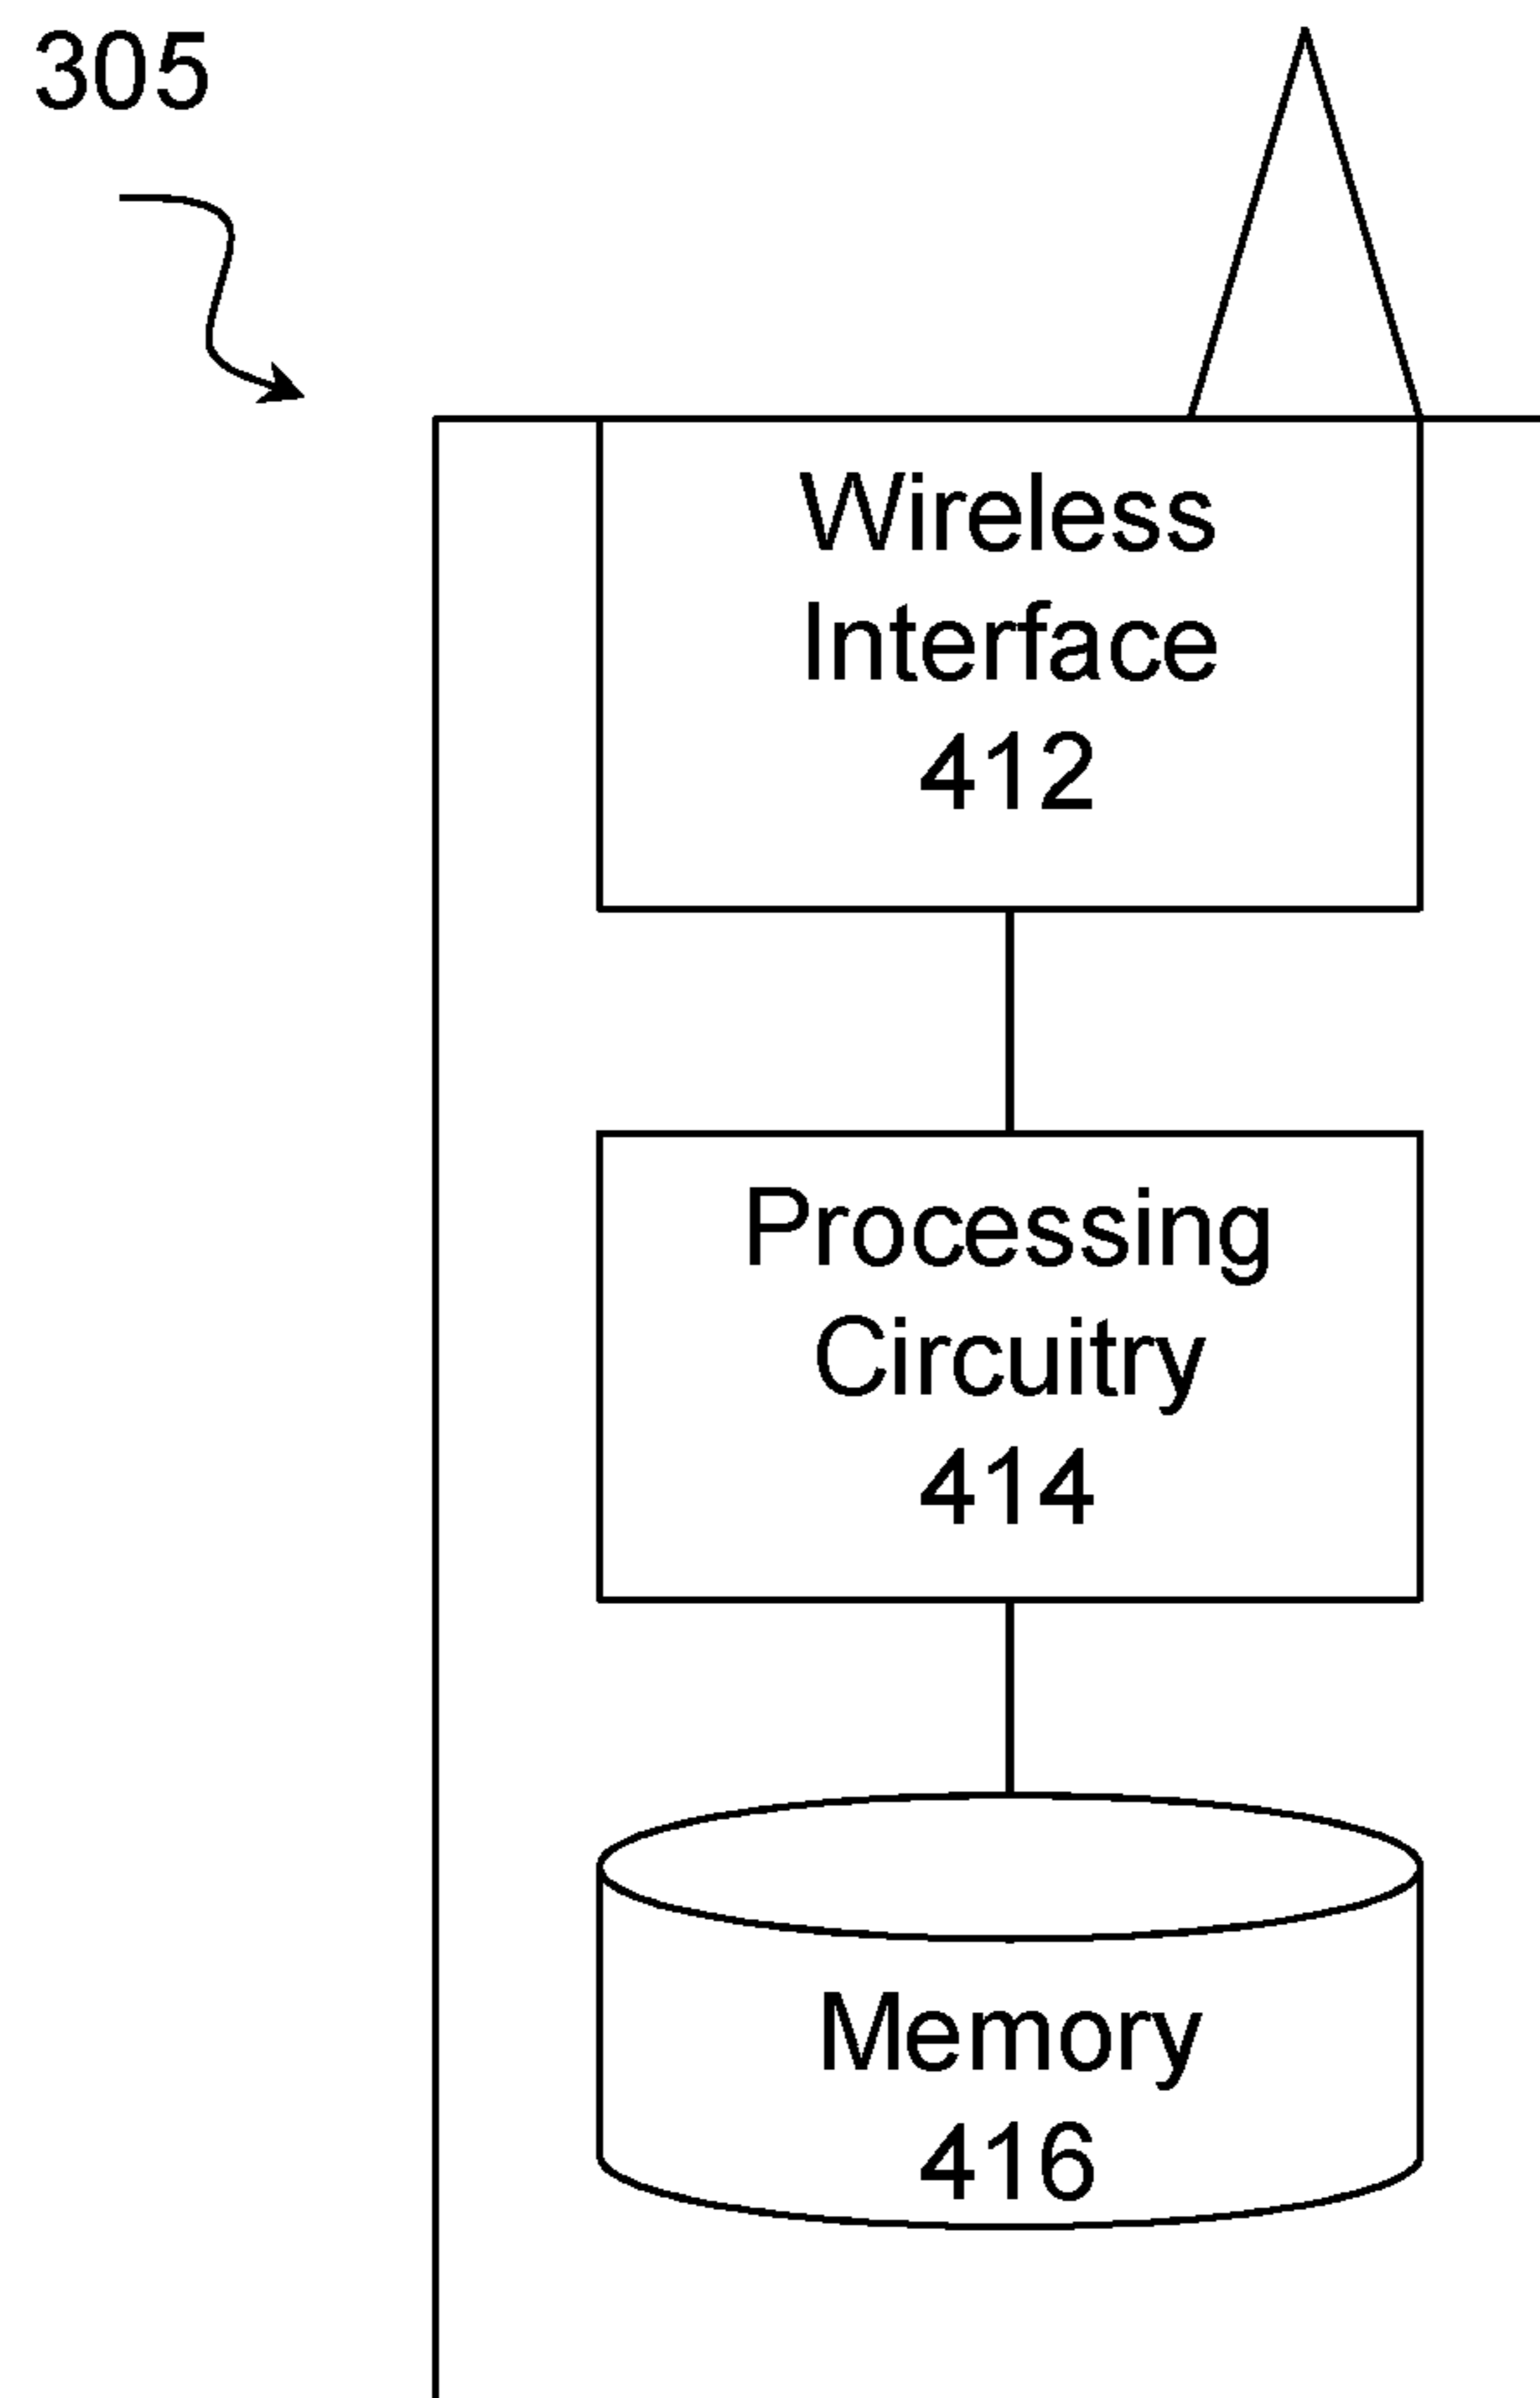 305
Wireless
Interface
412
Processing
Circuitry
414
Memory
416